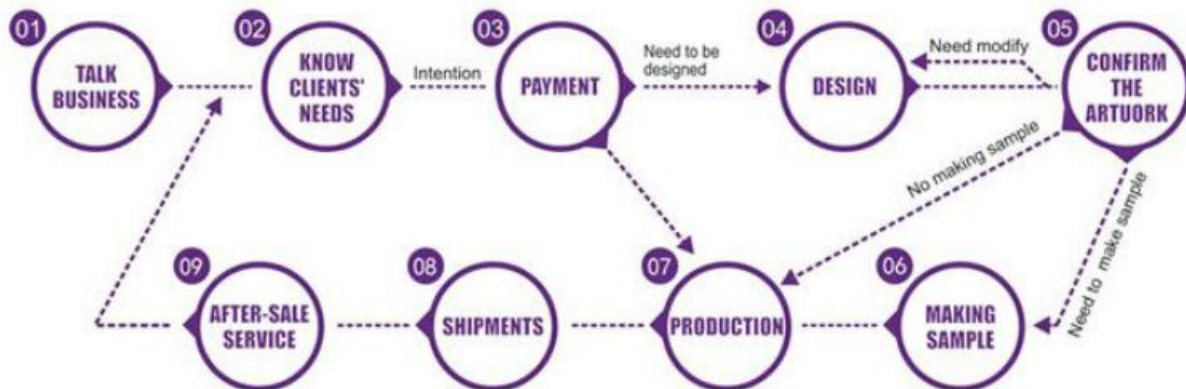 01
TALK
BUSINESS
02
KNOW
CLIENTS'
NEEDS
Intention
03
PAYMENT
Need to be
designed
04
DESIGN
Need modify
05
CONFIRM
THE
ARTUORK
No making sample
Need to make sample
09
AFTER-SALE
SERVICE
08
SHIPMENTS
07
PRODUCTION
06
MAKING
SAMPLE